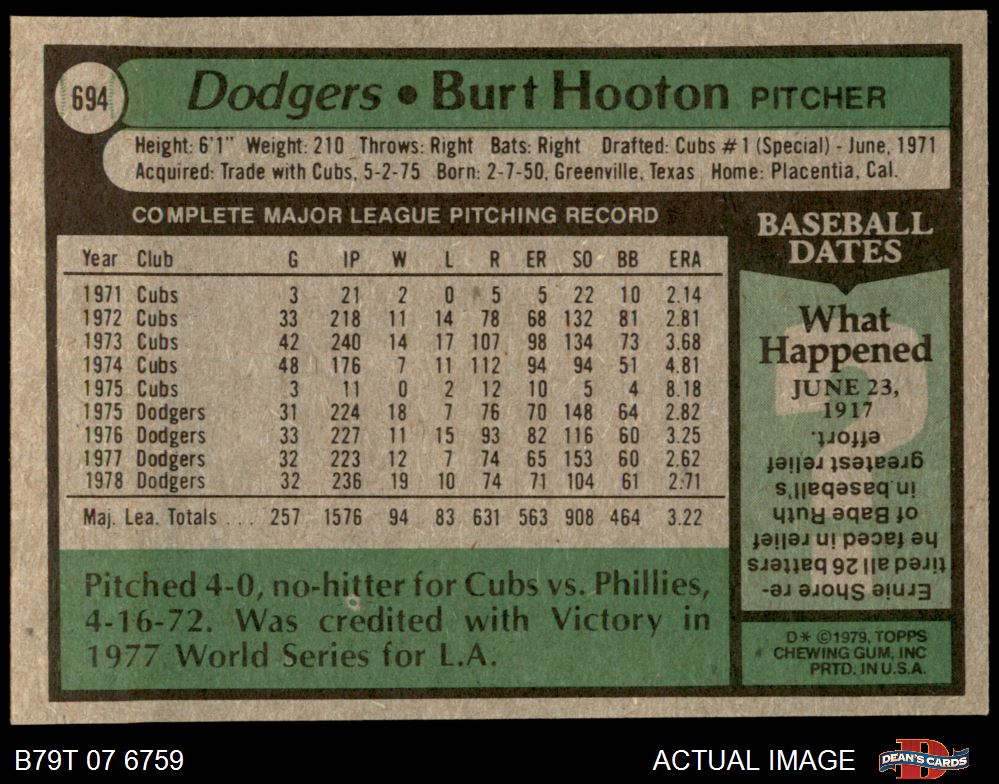 694
Dodgers • Burt Hooton PITCHER
Height: 6'1" Weight: 210 Throws: Right Bats: Right Drafted: Cubs #1 (Special) - June, 1971
Acquired: Trade with Cubs, 5-2-75 Born: 2-7-50, Greenville, Texas Home: Placentia, Cal.
COMPLETE MAJOR LEAGUE PITCHING RECORD
Year Club G IP W L R ER SO BB ERA
1971 Cubs 3 21 2 0 5 5 22 10 2.14
1972 Cubs 33 218 11 14 78 68 132 81 2.81
1973 Cubs 42 240 14 17 107 98 134 73 3.68
1974 Cubs 48 176 7 11 112 94 94 51 4.81
1975 Cubs 3 11 0 2 12 10 5 4 8.18
1975 Dodgers 31 224 18 7 76 70 148 64 2.82
1976 Dodgers 33 227 11 15 93 82 116 60 3.25
1977 Dodgers 32 223 12 7 74 65 153 60 2.62
1978 Dodgers 32 236 19 10 74 71 104 61 2.71
Maj. Lea. Totals . . . 257 1576 94 83 631 563 908 464 3.22
Pitched 4-0, no-hitter for Cubs vs. Phillies,
4-16-72. Was credited with Victory in
1977 World Series for L.A.
BASEBALL
DATES
What
Happened
JUNE 23,
1917
Ernie Shore re-
tired all 26 batters
he faced in relief
of Babe Ruth
in baseball's
greatest relief
effort.
D* ©1979, TOPPS
CHEWING GUM, INC
PRTD. IN U.S.A.
B79T 07 6759
ACTUAL IMAGE
D
DEAN'S CARDS